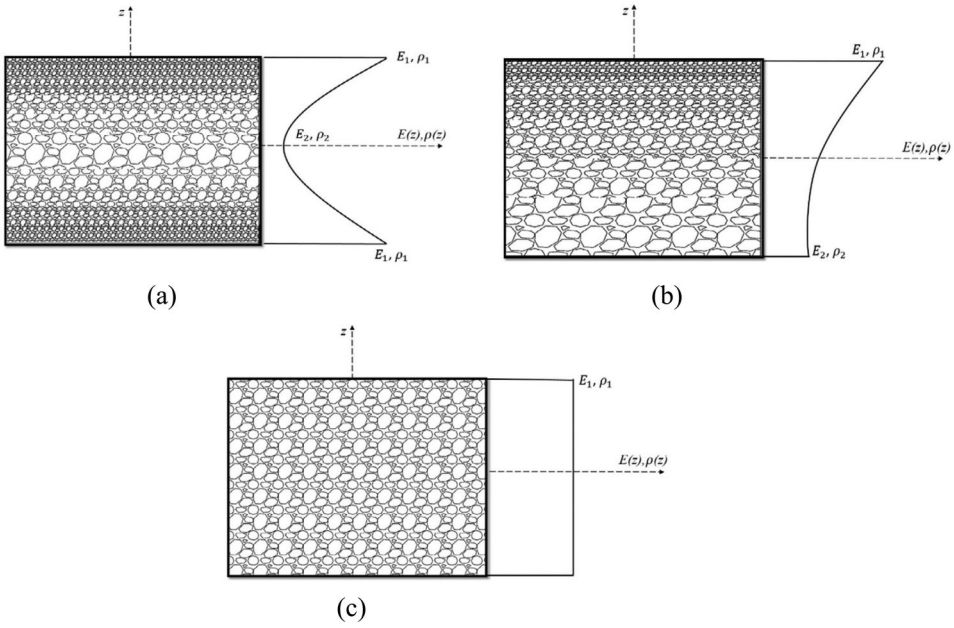 z
E₁, ρ₁
E₂, ρ₂
E(z),ρ(z)
E₁, ρ₁
(a)
z
E₁, ρ₁
E(z),ρ(z)
E₂, ρ₂
(b)
z
E₁, ρ₁
E(z),ρ(z)
(c)